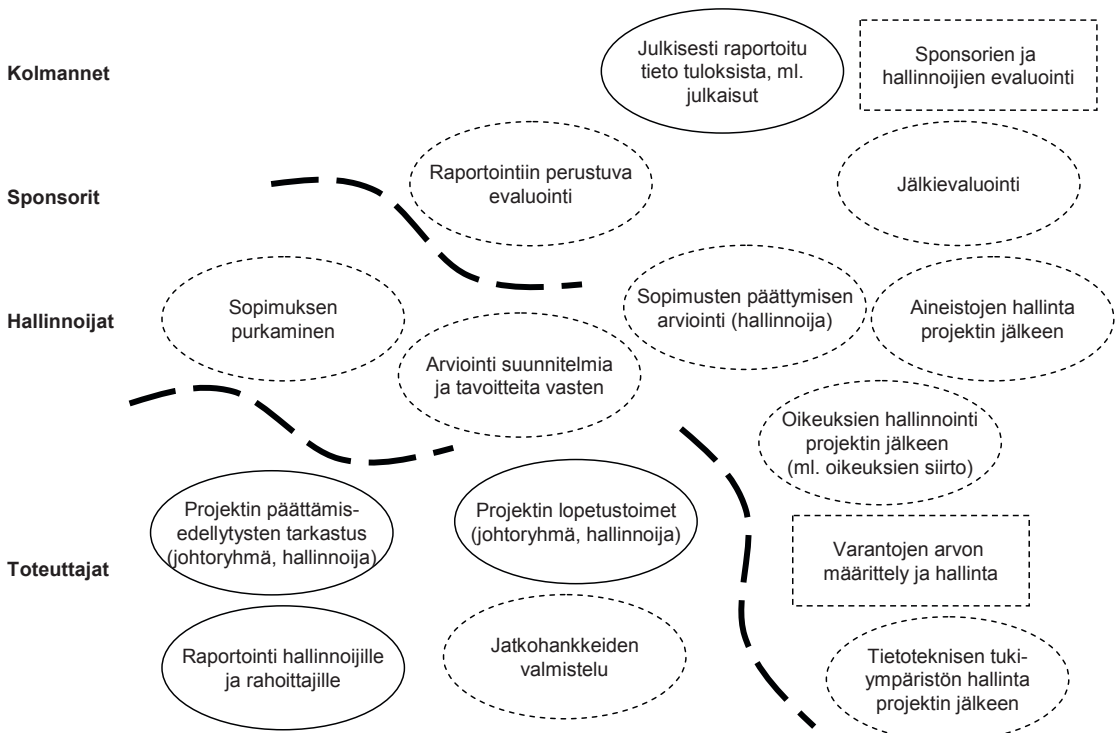 Kolmannet
Julkisesti raportoitu
tieto tuloksista, ml.
julkaisut
Sponsorien ja
hallinnoijien evaluointi
Sponsorit
Raportointiin perustuva
evaluointi
Jälkievaluointi
Hallinnoijat
Sopimuksen
purkaminen
Arviointi suunnitelmia
ja tavoitteita vasten
Sopimusten päättymisen
arviointi (hallinnoija)
Aineistojen hallinta
projektin jälkeen
Oikeuksien hallinnointi
projektin jälkeen
(ml. oikeuksien siirto)
Toteuttajat
Projektin päättämis-
edellytysten tarkastus
(johtoryhmä, hallinnoija)
Projektin lopetustoimet
(johtoryhmä, hallinnoija)
Varantojen arvon
määrittely ja hallinta
Raportointi hallinnoijille
ja rahoittajille
Jatkohankkeiden
valmistelu
Tietoteknisen tuki-
ympäristön hallinta
projektin jälkeen